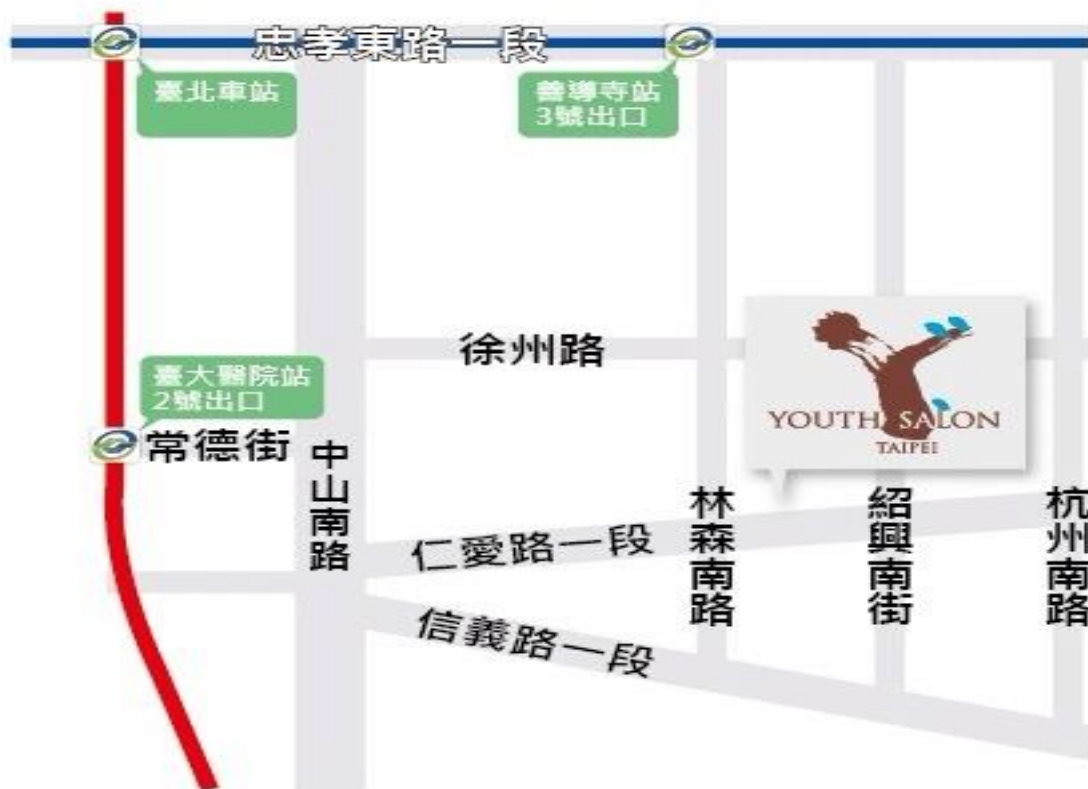 忠孝東路一段
臺北車站
善導寺站
3號出口
徐州路
臺大醫院站
2號出口
常德街
中山南路
YOUTH SALON
TAIPEI
仁愛路一段
林森南路
紹興南街
杭州南路
信義路一段